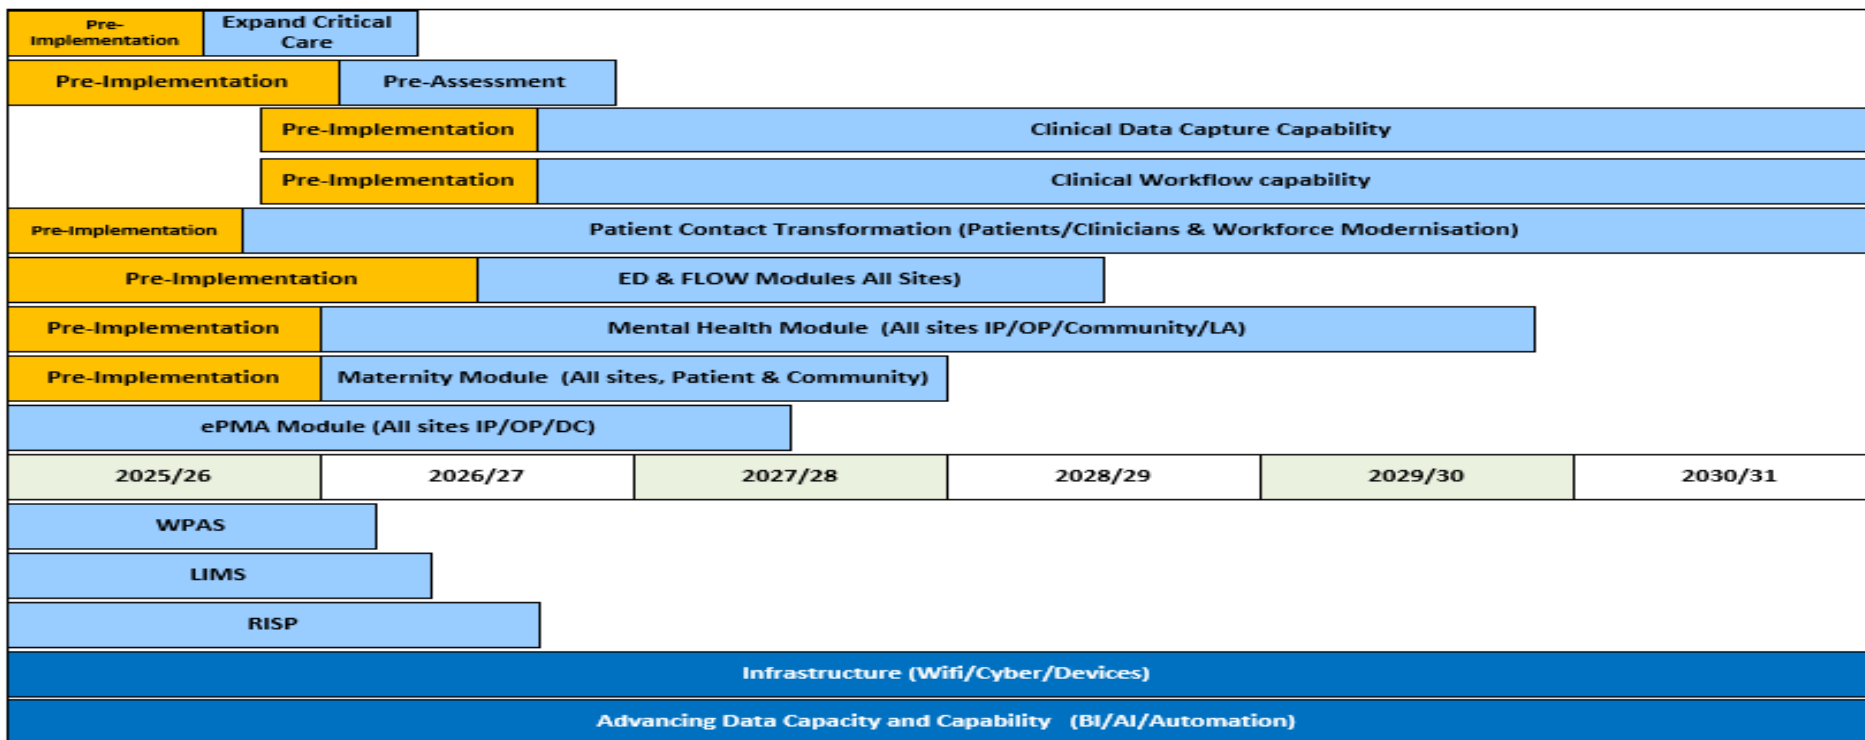 Pre-
Implementation
Expand Critical
Care
Pre-Implementation
Pre-Assessment
Pre-Implementation
Clinical Data Capture Capability
Pre-Implementation
Clinical Workflow capability
Pre-Implementation
Patient Contact Transformation (Patients/Clinicians & Workforce Modernisation)
Pre-Implementation
ED & FLOW Modules All Sites)
Pre-Implementation
Mental Health Module (All sites IP/OP/Community/LA)
Pre-Implementation
Maternity Module (All sites, Patient & Community)
ePMA Module (All sites IP/OP/DC)
2025/26
2026/27
2027/28
2028/29
2029/30
2030/31
WPAS
LIMS
RISP
Infrastructure (Wifi/Cyber/Devices)
Advancing Data Capacity and Capability (BI/AI/Automation)